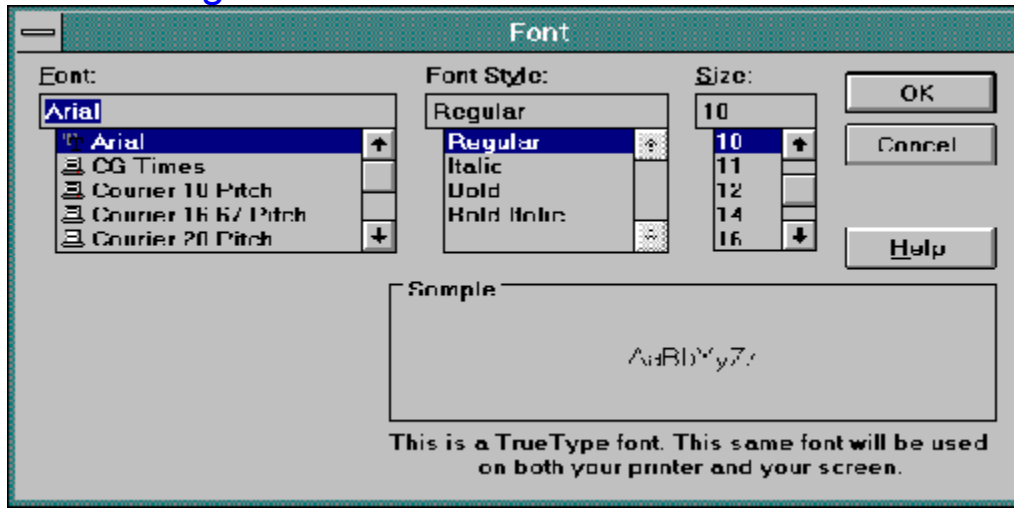 Font
Font:
Arial
Arial
CG Times
Courier 10 Pitch
Courier 16.67 Pitch
Courier 20 Pitch
Font Style:
Regular
Regular
Italic
Bold
Bold Italic
Size:
10
10
11
12
14
16
OK
Cancel
Help
Sample
AaBbYyZz
This is a TrueType font. This same font will be used
on both your printer and your screen.